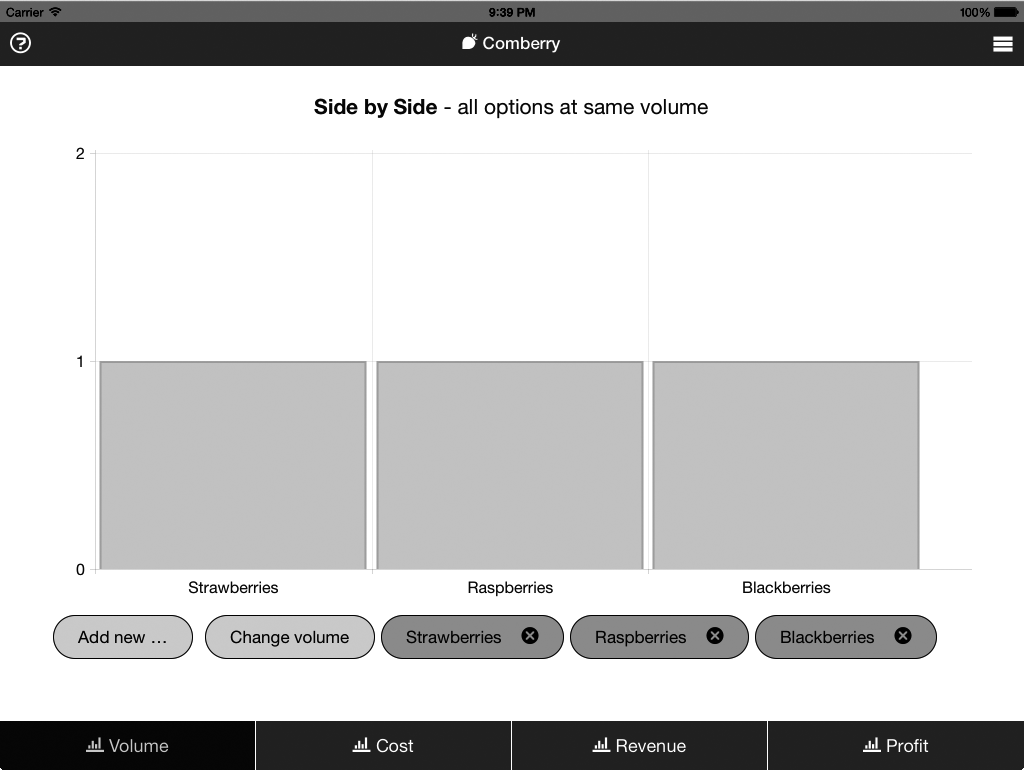 Carrier 9:39 PM 100%
Comberry
Side by Side - all options at same volume
2
1
0
Strawberries Raspberries Blackberries
Add new … Change volume Strawberries Raspberries Blackberries
Volume Cost Revenue Profit